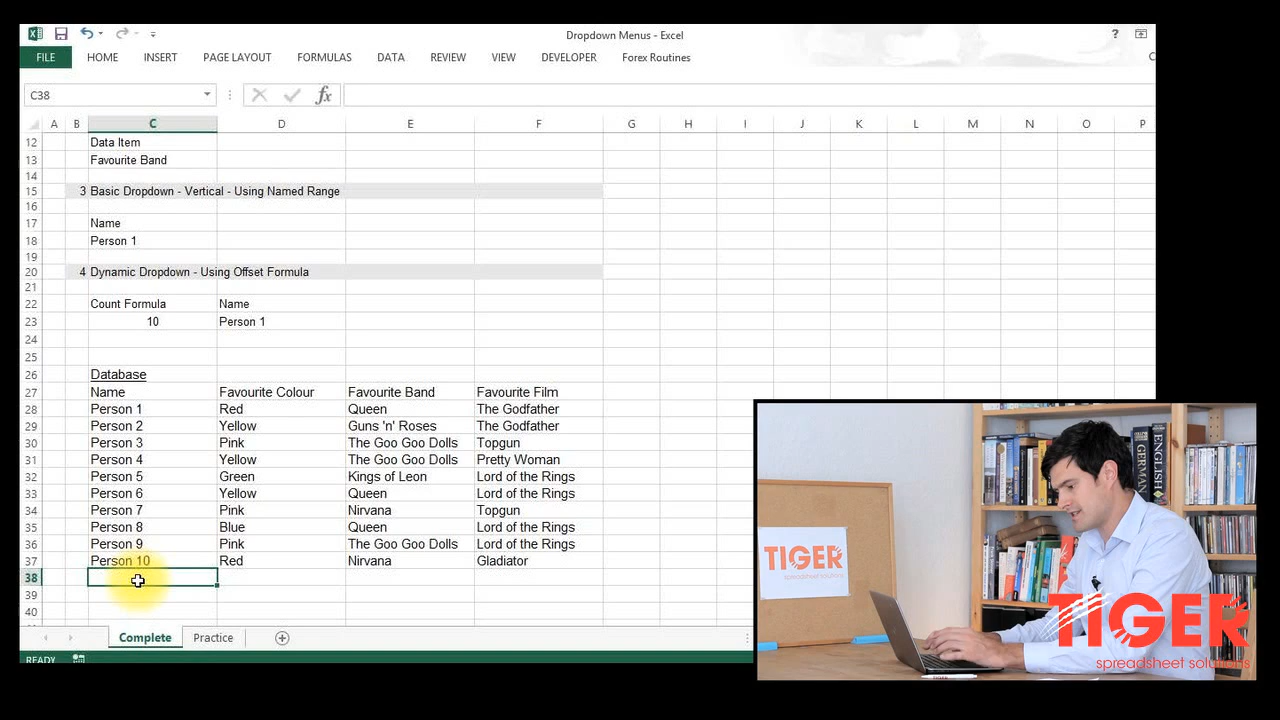 Dropdown Menus - Excel
?
FILE HOME INSERT PAGE LAYOUT FORMULAS DATA REVIEW VIEW DEVELOPER Forex Routines C
C38 fx
A B C D E F G H I J K L M N O P
12 Data Item
13 Favourite Band
14
15 3 Basic Dropdown - Vertical - Using Named Range
16
17 Name
18 Person 1
19
20 4 Dynamic Dropdown - Using Offset Formula
21
22 Count Formula Name
23 10 Person 1
24
25
26 Database
27 Name Favourite Colour Favourite Band Favourite Film
28 Person 1 Red Queen The Godfather
29 Person 2 Yellow Guns 'n' Roses The Godfather
30 Person 3 Pink The Goo Goo Dolls Topgun
31 Person 4 Yellow The Goo Goo Dolls Pretty Woman
32 Person 5 Green Kings of Leon Lord of the Rings
33 Person 6 Yellow Queen Lord of the Rings
34 Person 7 Pink Nirvana Topgun
35 Person 8 Blue Queen Lord of the Rings
36 Person 9 Pink The Goo Goo Dolls Lord of the Rings
37 Person 10 Red Nirvana Gladiator
38
39
40
Complete Practice
READY
GERMAN
ENGLISH
TIGER
spreadsheet solutions
TIGER
spreadsheet solutions